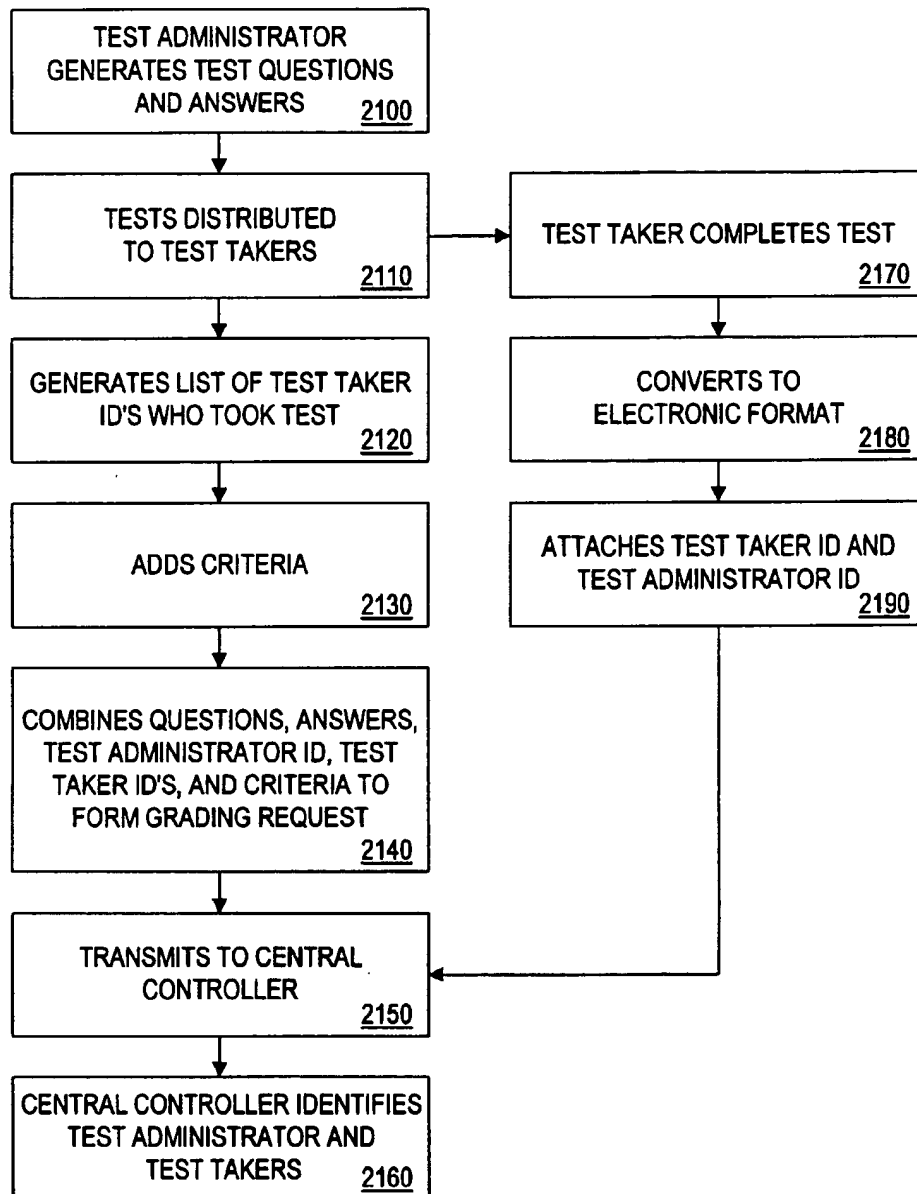 TEST ADMINISTRATOR
GENERATES TEST QUESTIONS
AND ANSWERS
2100
TESTS DISTRIBUTED
TO TEST TAKERS
2110
GENERATES LIST OF TEST TAKER
ID'S WHO TOOK TEST
2120
ADDS CRITERIA
2130
COMBINES QUESTIONS, ANSWERS,
TEST ADMINISTRATOR ID, TEST
TAKER ID'S, AND CRITERIA TO
FORM GRADING REQUEST
2140
TRANSMITS TO CENTRAL
CONTROLLER
2150
CENTRAL CONTROLLER IDENTIFIES
TEST ADMINISTRATOR AND
TEST TAKERS
2160
TEST TAKER COMPLETES TEST
2170
CONVERTS TO
ELECTRONIC FORMAT
2180
ATTACHES TEST TAKER ID AND
TEST ADMINISTRATOR ID
2190